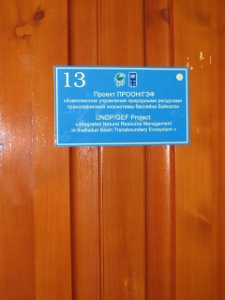 13
Проект ПРООН/ГЭФ
«Комплексное управление природными ресурсами
трансграничной экосистемы бассейна Байкала»
UNDP/GEF Project
«Integrated Natural Resource Management
in the Baikal Basin Transboundary Ecosystem »